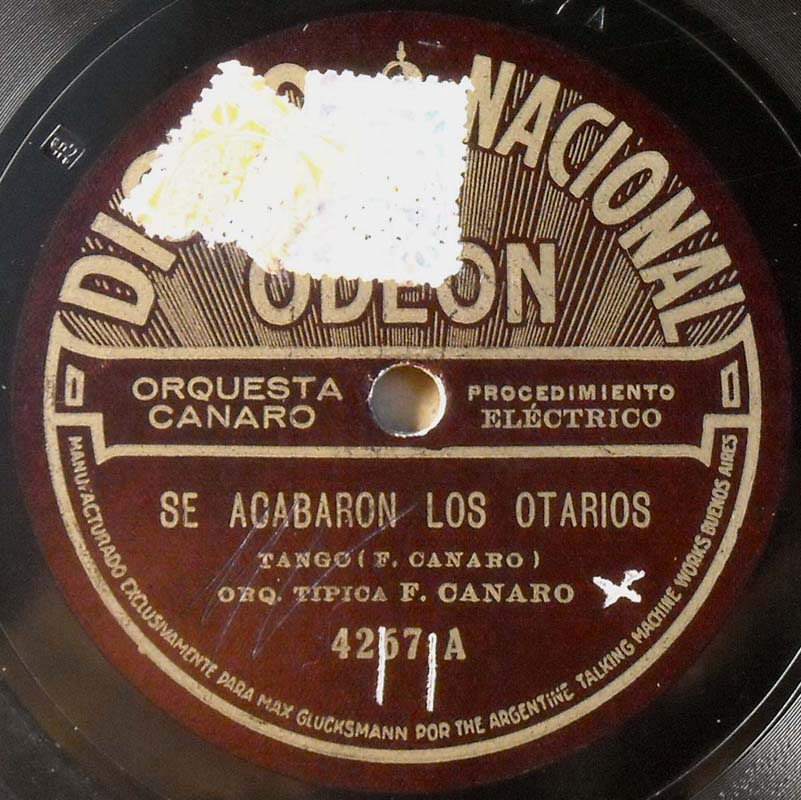 NACIONAL
ODEON
ORQUESTA
CANARO
PROCEDIMIENTO
ELÉCTRICO
SE ACABARON LOS OTARIOS
TANGO (F. CANARO)
ORQ. TIPICA F. CANARO
4267 A
MANUFACTURADO EXCLUSIVAMENTE PARA MAX GLUCKSMANN POR THE ARGENTINE TALKING MACHINE WORKS BUENOS AIRES